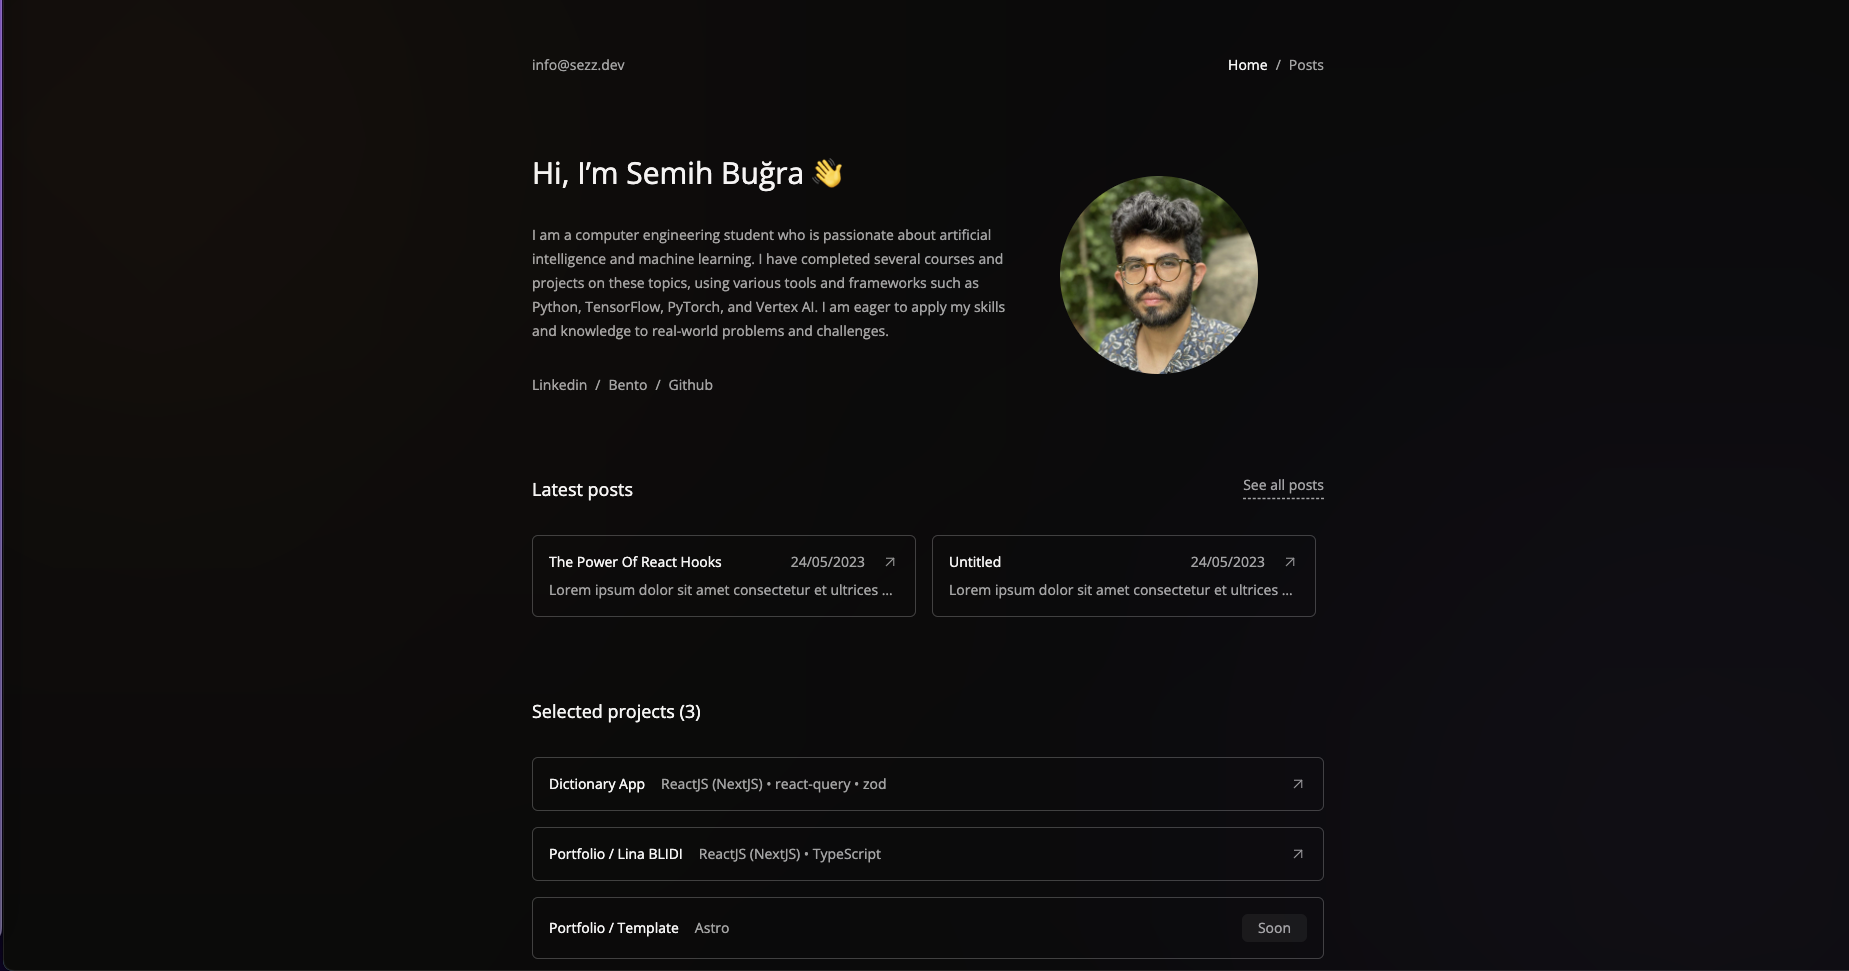 info@sezz.dev
Home / Posts
Hi, I’m Semih Buğra 👋
I am a computer engineering student who is passionate about artificial
intelligence and machine learning. I have completed several courses and
projects on these topics, using various tools and frameworks such as
Python, TensorFlow, PyTorch, and Vertex AI. I am eager to apply my skills
and knowledge to real-world problems and challenges.
Linkedin / Bento / Github
Latest posts
See all posts
The Power Of React Hooks 24/05/2023
Lorem ipsum dolor sit amet consectetur et ultrices ...
Untitled 24/05/2023
Lorem ipsum dolor sit amet consectetur et ultrices ...
Selected projects (3)
Dictionary App ReactJS (NextJS) • react-query • zod
Portfolio / Lina BLIDI ReactJS (NextJS) • TypeScript
Portfolio / Template Astro Soon